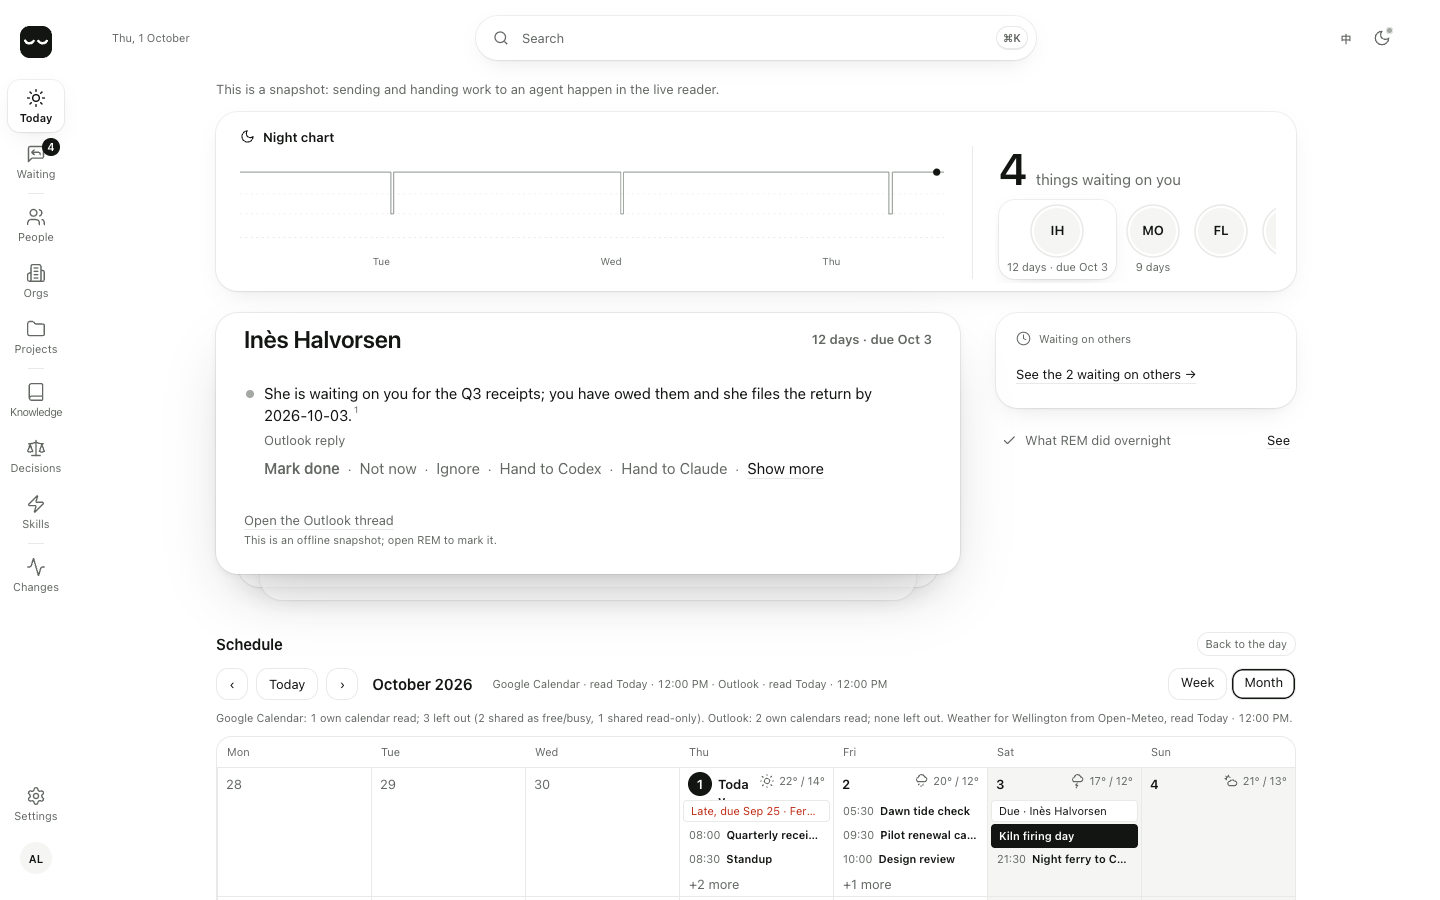 Thu, 1 October
Search
⌘K
中
Today
4
Waiting
People
Orgs
Projects
Knowledge
Decisions
Skills
Changes
Settings
AL
This is a snapshot: sending and handing work to an agent happen in the live reader.
Night chart
Tue
Wed
Thu
4 things waiting on you
IH
MO
FL
12 days · due Oct 3
9 days
Inès Halvorsen
12 days · due Oct 3
She is waiting on you for the Q3 receipts; you have owed them and she files the return by
2026-10-03. 1
Outlook reply
Mark done · Not now · Ignore · Hand to Codex · Hand to Claude · Show more
Open the Outlook thread
This is an offline snapshot; open REM to mark it.
Waiting on others
See the 2 waiting on others →
What REM did overnight
See
Schedule
Back to the day
‹
Today
›
October 2026
Google Calendar · read Today · 12:00 PM · Outlook · read Today · 12:00 PM
Week
Month
Google Calendar: 1 own calendar read; 3 left out (2 shared as free/busy, 1 shared read-only). Outlook: 2 own calendars read; none left out. Weather for Wellington from Open-Meteo, read Today · 12:00 PM.
Mon
Tue
Wed
Thu
Fri
Sat
Sun
28
29
30
1 Toda
22° / 14°
Late, due Sep 25 · Fer...
08:00 Quarterly recei...
08:30 Standup
+2 more
2
20° / 12°
05:30 Dawn tide check
09:30 Pilot renewal ca...
10:00 Design review
+1 more
3
17° / 12°
Due · Inès Halvorsen
Kiln firing day
21:30 Night ferry to C...
4
21° / 13°